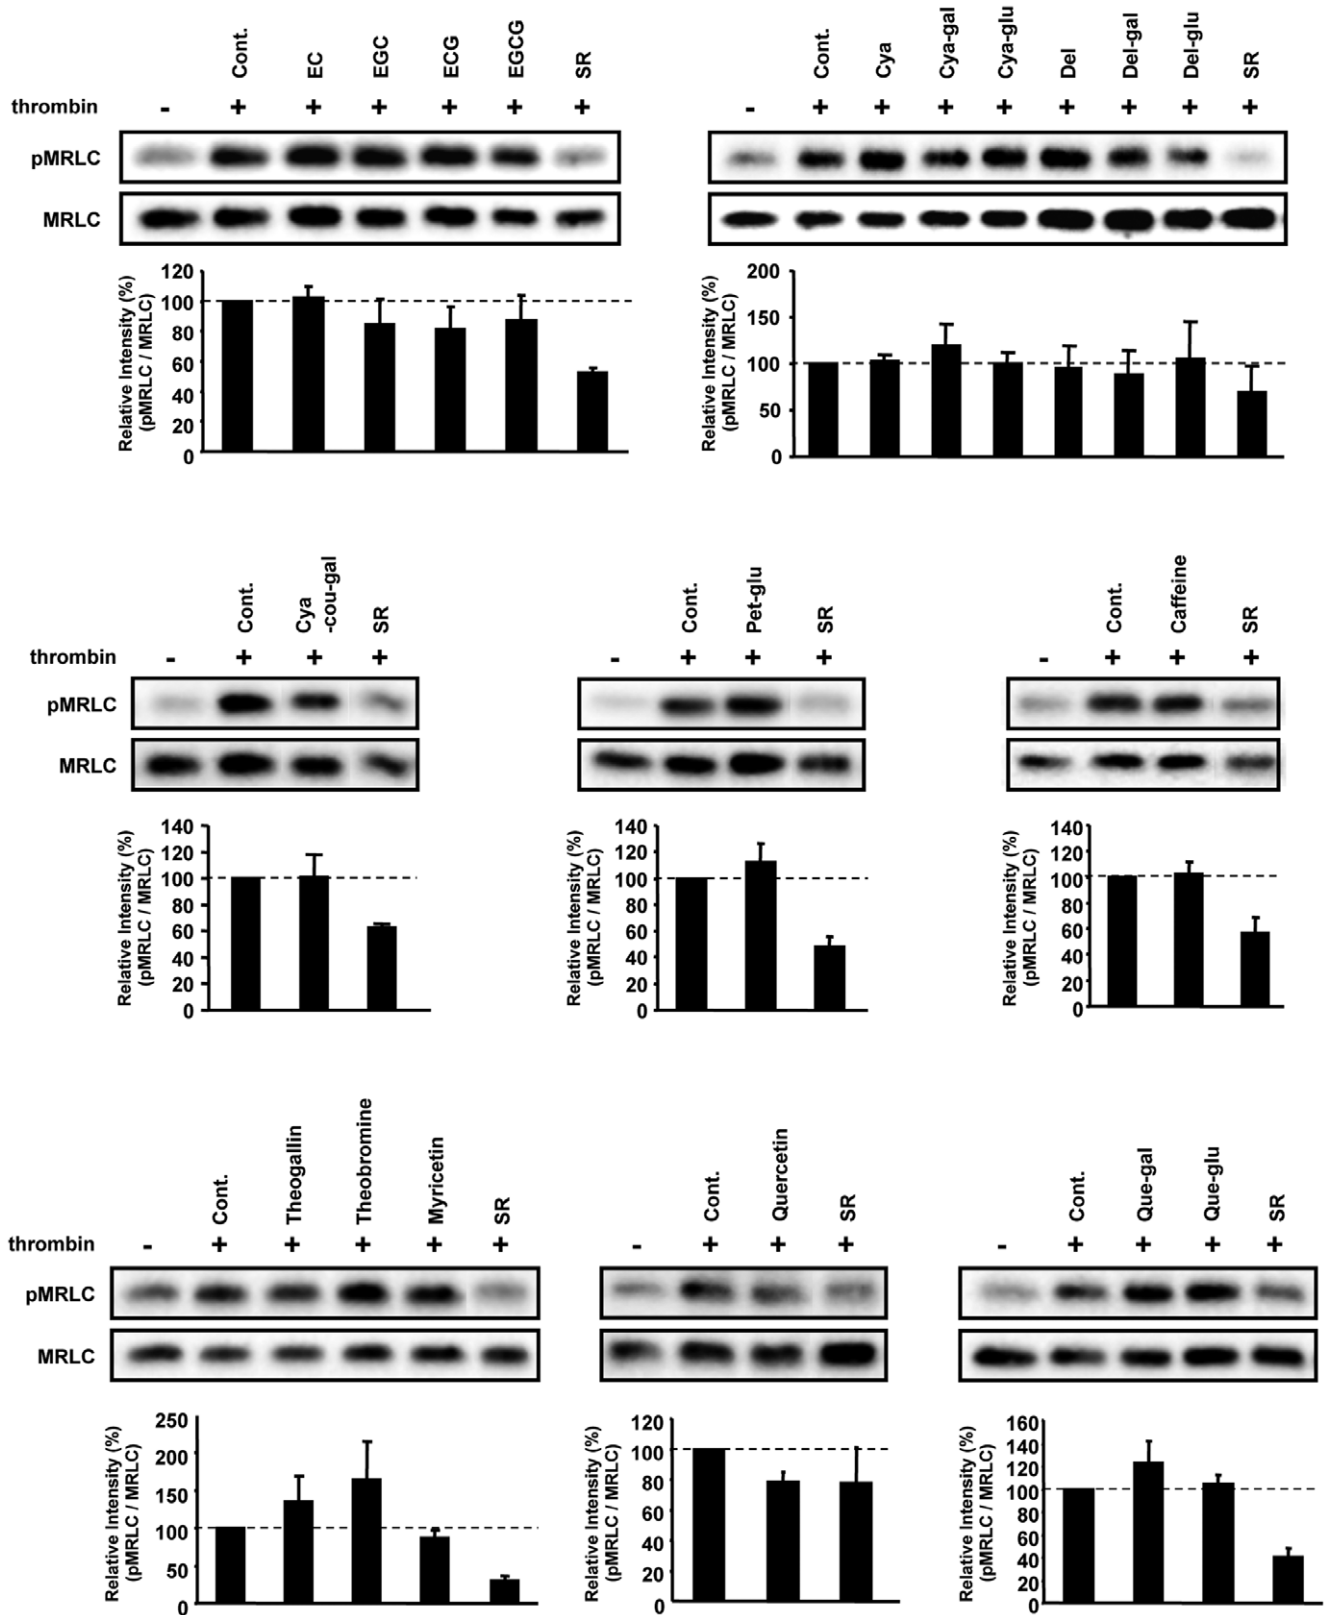 Cont. EC EGC ECG EGCG SR
thrombin - + + + + + +
pMRLC
MRLC
Relative Intensity (%)
(pMRLC / MRLC)
120
100
80
60
40
20
0
Cont. Cya Cya-gal Cya-glu Del Del-gal Del-glu SR
- + + + + + + + +
Relative Intensity (%)
(pMRLC / MRLC)
200
150
100
50
0
Cont. Cya
-cou-gal SR
thrombin - + + +
pMRLC
MRLC
Relative Intensity (%)
(pMRLC / MRLC)
140
120
100
80
60
40
20
0
Cont. Pet-glu SR
- + + +
Relative Intensity (%)
(pMRLC / MRLC)
140
120
100
80
60
40
20
0
Cont. Caffeine SR
- + + +
Relative Intensity (%)
(pMRLC / MRLC)
140
120
100
80
60
40
20
0
Cont. Theogallin Theobromine Myricetin SR
thrombin - + + + + +
pMRLC
MRLC
Relative Intensity (%)
(pMRLC / MRLC)
250
200
150
100
50
0
Cont. Quercetin SR
- + + +
Relative Intensity (%)
(pMRLC / MRLC)
120
100
80
60
40
20
0
Cont. Que-gal Que-glu SR
- + + + +
Relative Intensity (%)
(pMRLC / MRLC)
160
140
120
100
80
60
40
20
0